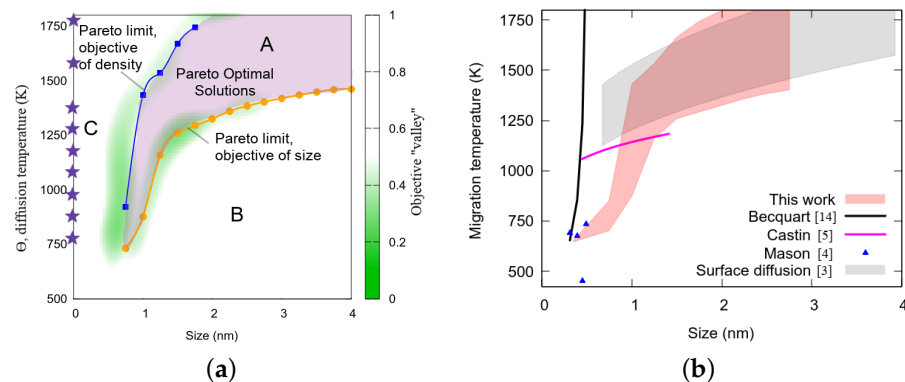 1750
1500
1250
1000
750
500
0
1
2
3
4
Size (nm)
Θ, diffusion temperature (K)
Pareto limit,
objective
of density
A
Pareto Optimal
Solutions
C
Pareto limit,
objective of size
B
1
0.8
0.6
0.4
0.2
0
Objective "valley"
(a)
1750
1500
1250
1000
750
500
0
1
2
3
4
Size (nm)
Migration temperature (K)
This work
Becquart [14]
Castin [5]
Mason [4]
Surface diffusion [3]
(b)